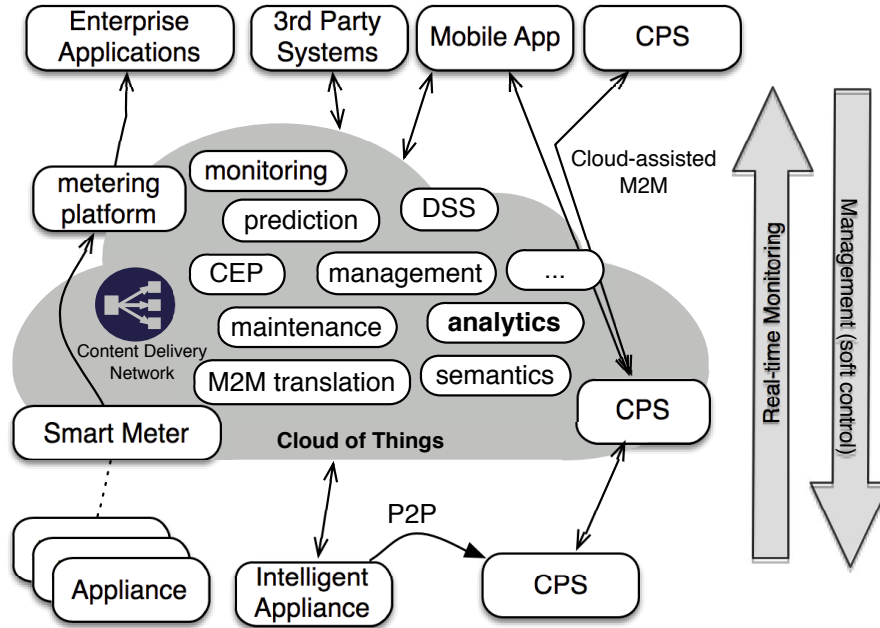 Enterprise
Applications
3rd Party
Systems
Mobile App
CPS
Cloud-assisted
M2M
monitoring
metering
platform
prediction
DSS
CEP
management
...
maintenance
analytics
Content Delivery
Network
M2M translation
semantics
CPS
Smart Meter
Cloud of Things
P2P
Appliance
Intelligent
Appliance
CPS
Real-time Monitoring
Management (soft control)